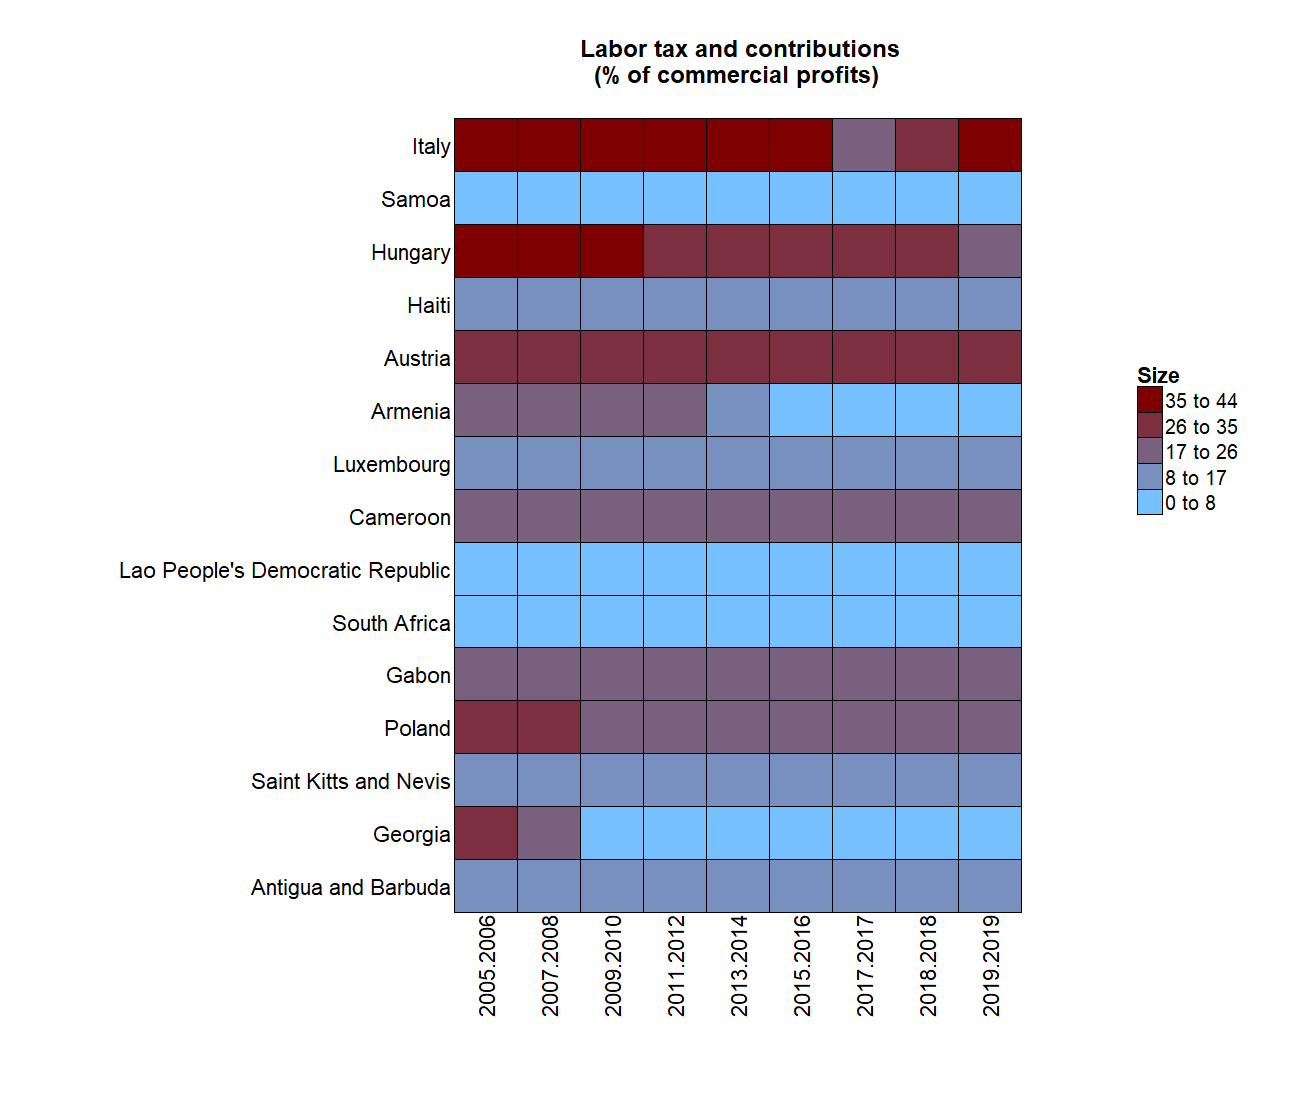 Labor tax and contributions
(% of commercial profits)
Italy
Samoa
Hungary
Haiti
Austria
Armenia
Luxembourg
Cameroon
Lao People's Democratic Republic
South Africa
Gabon
Poland
Saint Kitts and Nevis
Georgia
Antigua and Barbuda
2005.2006
2007.2008
2009.2010
2011.2012
2013.2014
2015.2016
2017.2017
2018.2018
2019.2019
Size
35 to 44
26 to 35
17 to 26
8 to 17
0 to 8